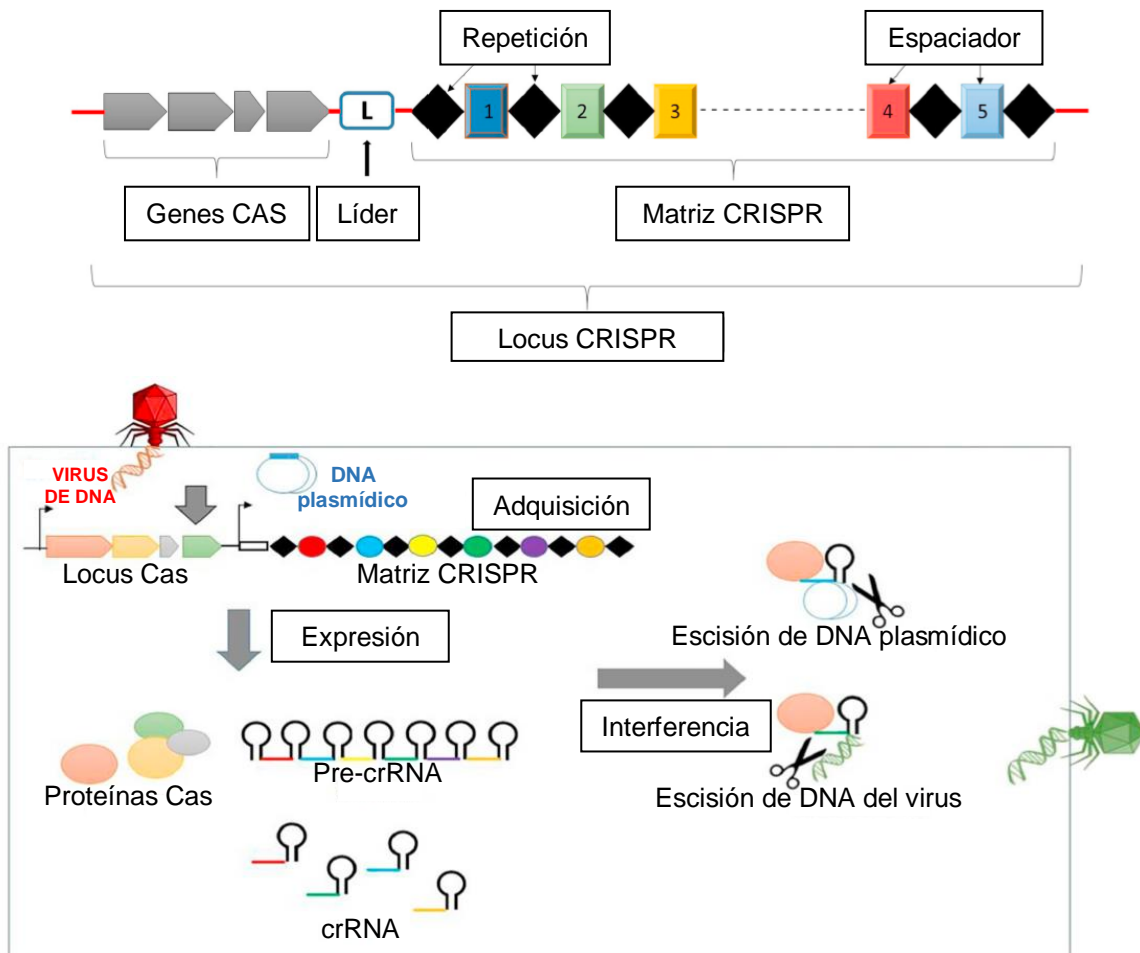 Repetición
Espaciador
L
1
2
3
4
5
Genes CAS
Líder
Matriz CRISPR
Locus CRISPR
VIRUS
DE DNA
DNA
plasmídico
Adquisición
Locus Cas
Matriz CRISPR
Expresión
Escisión de DNA plasmídico
Interferencia
Pre-crRNA
Proteínas Cas
Escisión de DNA del virus
crRNA